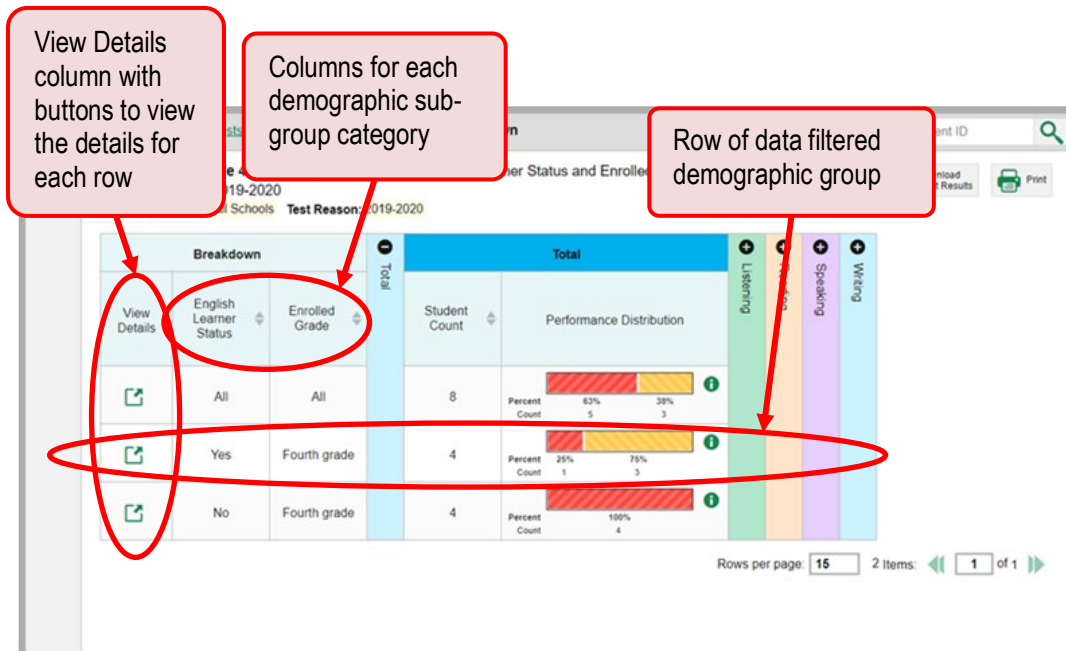 View Details
column with
buttons to view
the details for
each row
Columns for each
demographic sub-
group category
Row of data filtered
demographic group
ent ID
ner Status and Enrolle
2019-2020
Schools Test Reason: 2019-2020
Results
Print
Breakdown
Total
Total
Listening
Speaking
Writing
View
Details
English
Learner
Status
Enrolled
Grade
Student
Count
Performance Distribution
All All 8
Percent 63% 38%
Count 5 3
Yes Fourth grade 4
Percent 25% 75%
Count 1 3
No Fourth grade 4
Percent 100%
Count 4
Rows per page: 15 2 Items: 1 of 1